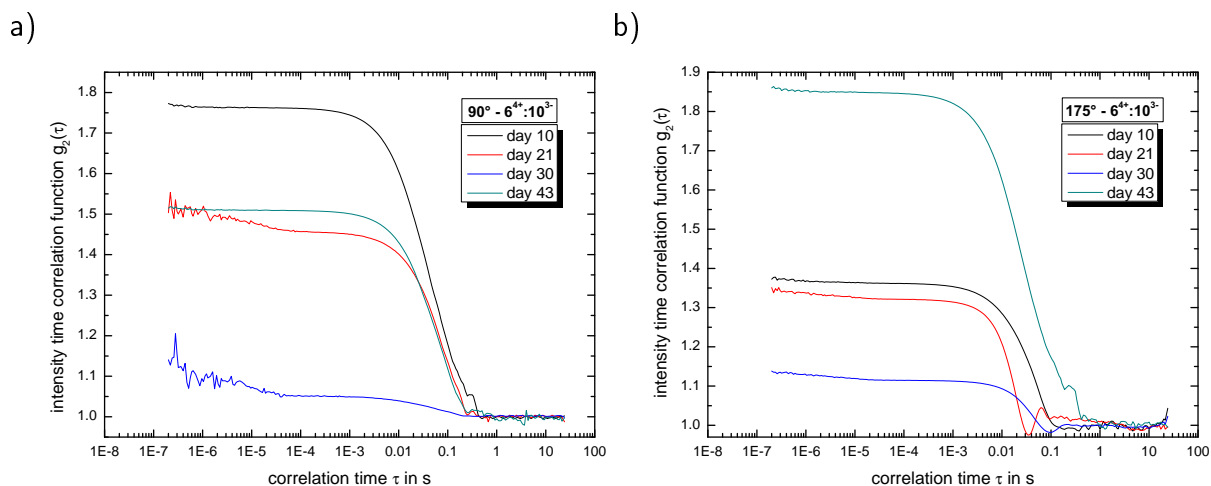 a)
90° - 6⁴⁺:10³⁻
day 10
day 21
day 30
day 43
intensity time correlation function g₂(τ)
1.8
1.7
1.6
1.5
1.4
1.3
1.2
1.1
1.0
1E-8 1E-7 1E-6 1E-5 1E-4 1E-3 0.01 0.1 1 10 100
correlation time τ in s
b)
175° - 6⁴⁺:10³⁻
day 10
day 21
day 30
day 43
intensity time correlation function g₂(τ)
1.9
1.8
1.7
1.6
1.5
1.4
1.3
1.2
1.1
1.0
1E-8 1E-7 1E-6 1E-5 1E-4 1E-3 0.01 0.1 1 10 100
correlation time τ in s